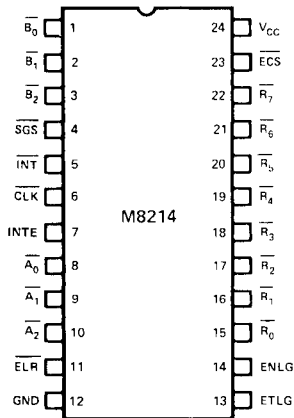 B̅₀ 1 24 V_CC
B̅₁ 2 23 E̅C̅S̅
B̅₂ 3 22 R̅₇
S̅G̅S̅ 4 21 R̅₆
I̅N̅T̅ 5 20 R̅₅
C̅L̅K̅ 6 19 R̅₄
M8214
INTE 7 18 R̅₃
A̅₀ 8 17 R̅₂
A̅₁ 9 16 R̅₁
A̅₂ 10 15 R̅₀
E̅L̅R̅ 11 14 ENLG
GND 12 13 ETLG